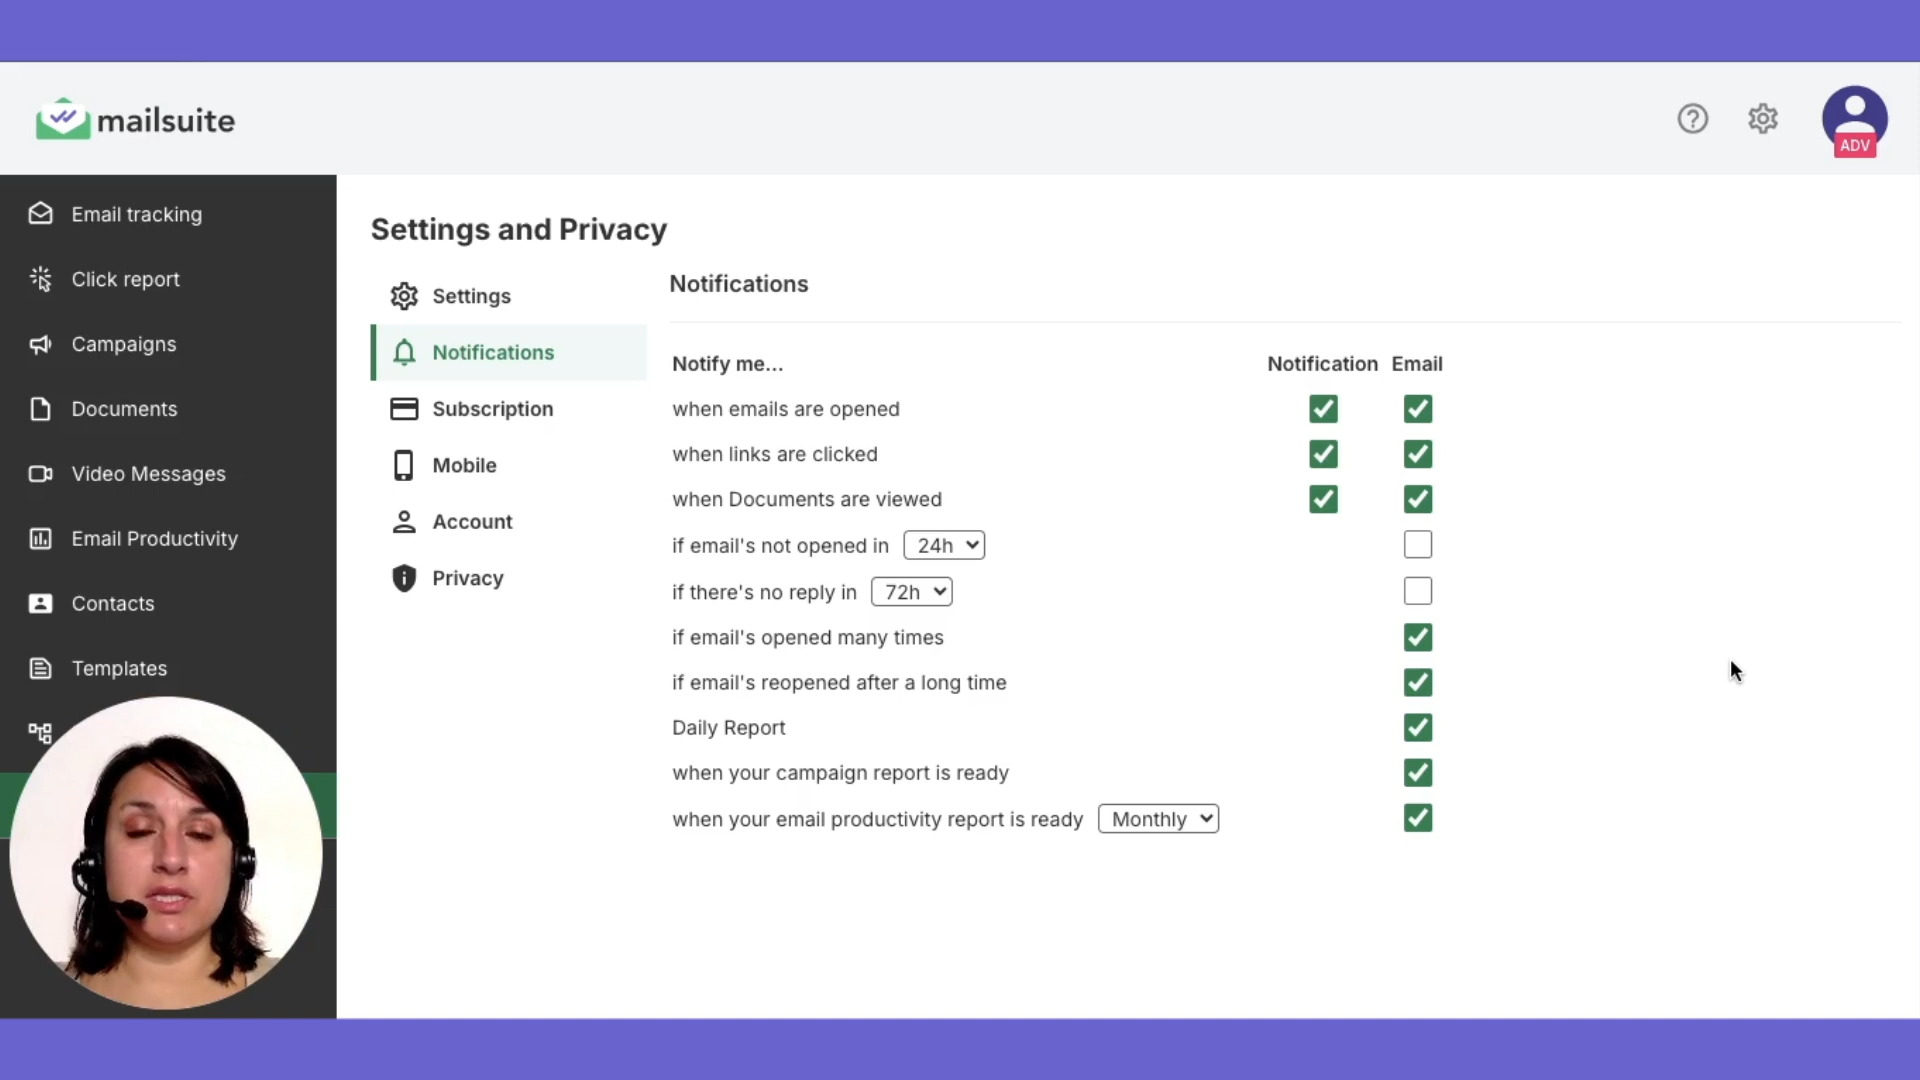 mailsuite
ADV
Email tracking
Click report
Campaigns
Documents
Video Messages
Email Productivity
Contacts
Templates
Settings and Privacy
Settings
Notifications
Subscription
Mobile
Account
Privacy
Notifications
Notify me... Notification Email
when emails are opened
when links are clicked
when Documents are viewed
if email's not opened in 24h
if there's no reply in 72h
if email's opened many times
if email's reopened after a long time
Daily Report
when your campaign report is ready
when your email productivity report is ready Monthly